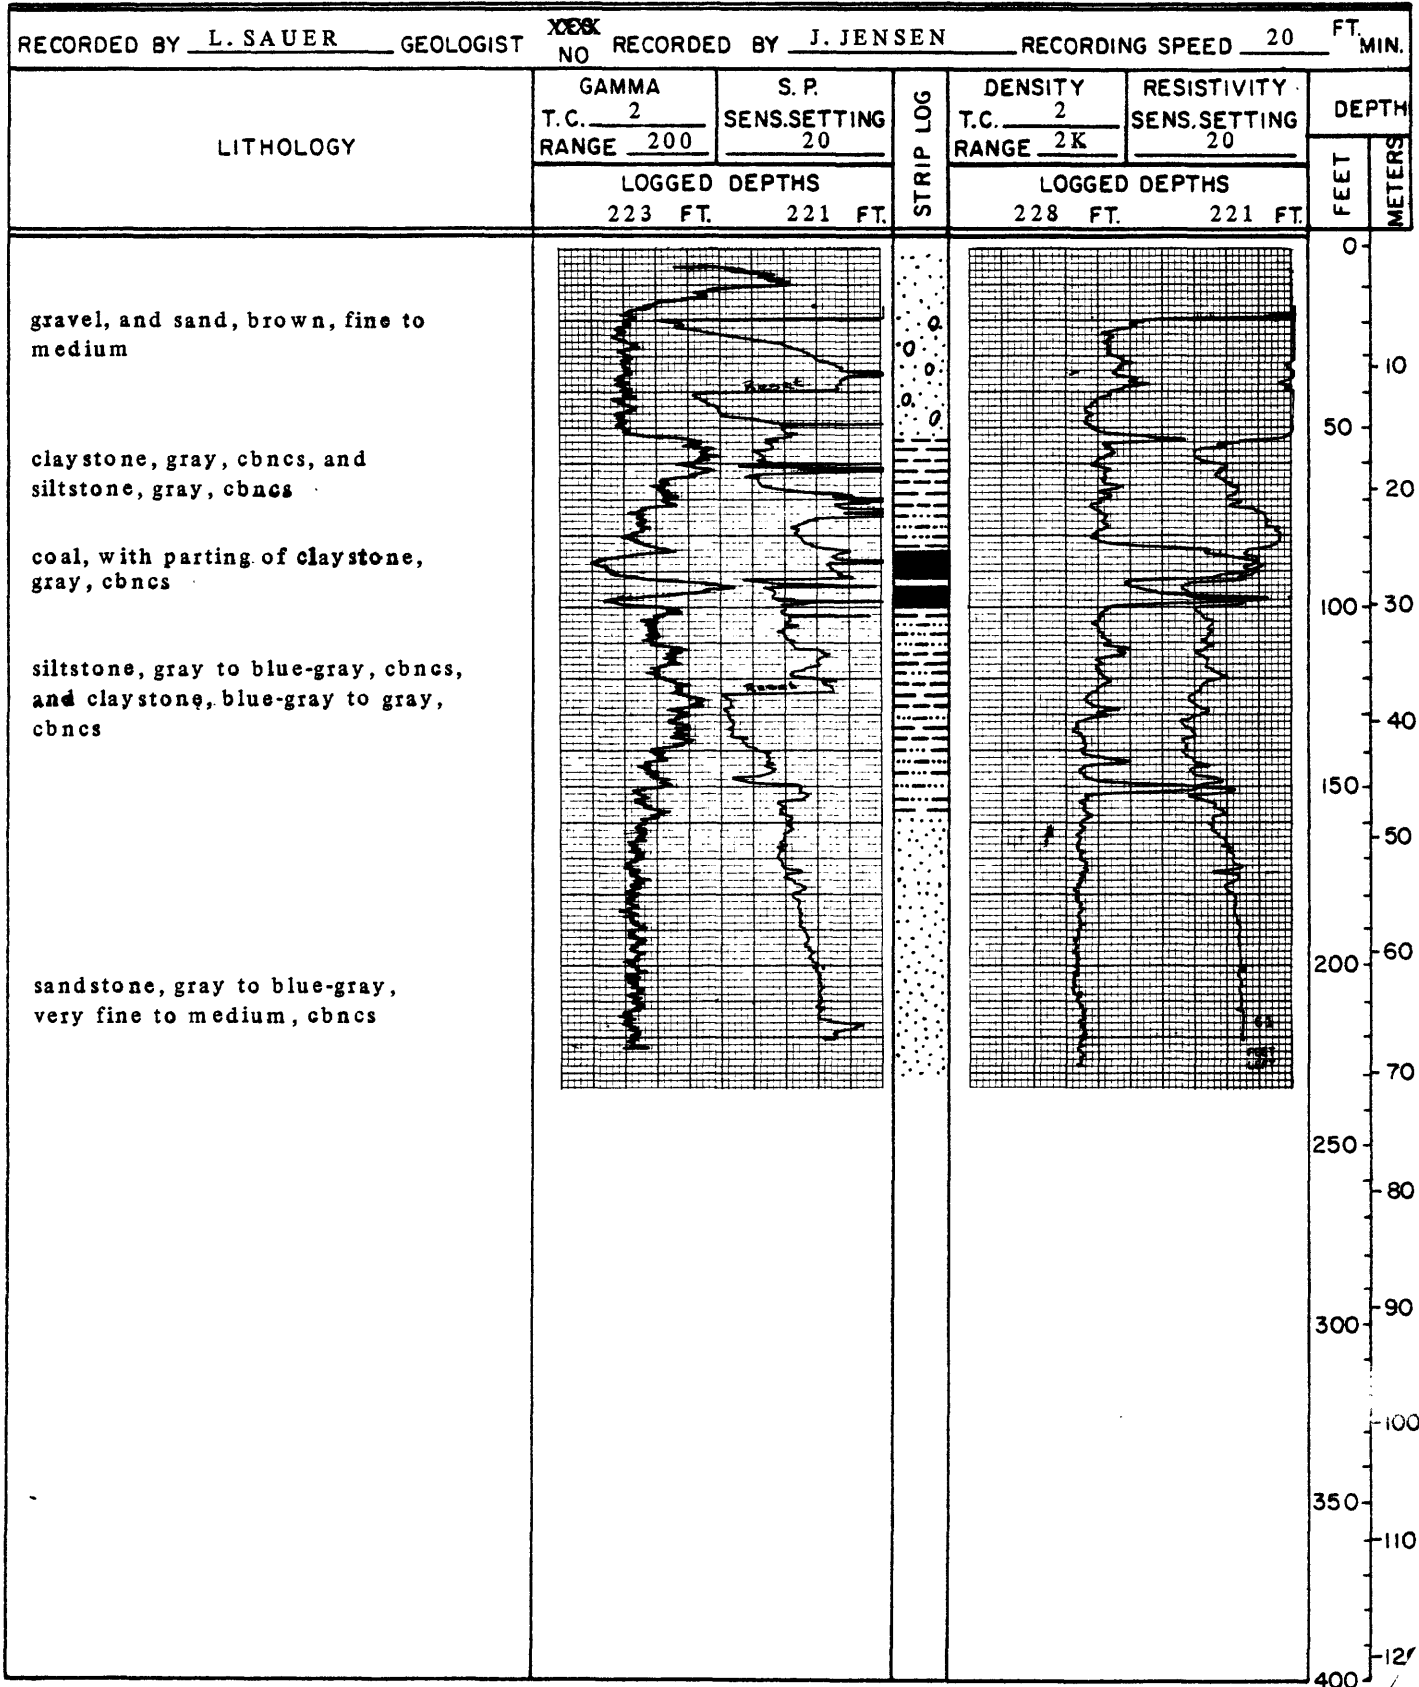 RECORDED BY L. SAUER GEOLOGIST NO RECORDED BY J. JENSEN RECORDING SPEED 20 FT. MIN.
LITHOLOGY
GAMMA
T.C. 2
RANGE 200
S. P.
SENS. SETTING
20
LOGGED DEPTHS
223 FT. 221 FT.
STRIP LOG
DENSITY
T.C. 2
RANGE 2K
RESISTIVITY
SENS. SETTING
20
LOGGED DEPTHS
228 FT. 221 FT.
DEPTH
FEET
METERS
gravel, and sand, brown, fine to
medium
claystone, gray, cbncs, and
siltstone, gray, cbncs
coal, with parting of claystone,
gray, cbncs
siltstone, gray to blue-gray, cbncs,
and claystone, blue-gray to gray,
cbncs
sandstone, gray to blue-gray,
very fine to medium, cbncs
Reset
Reset
0
10
50
20
100
30
40
150
50
60
200
70
250
80
90
300
100
350
110
400